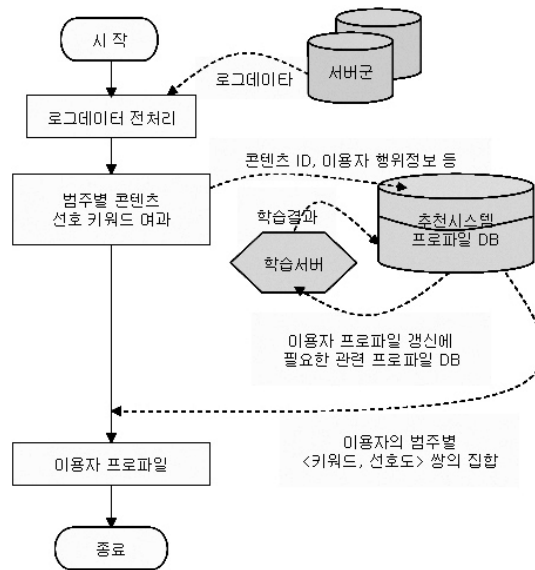 시 작
서버군
로그데이타
로그데이터 전처리
콘텐츠 ID, 이용자 행위정보 등
범주별 콘텐츠
선호 키워드 여과
학습결과
추천시스템
프로파일 DB
학습서버
이용자 프로파일 갱신에
필요한 관련 프로파일 DB
이용자의 범주별
<키워드, 선호도> 쌍의 집합
이용자 프로파일
종료